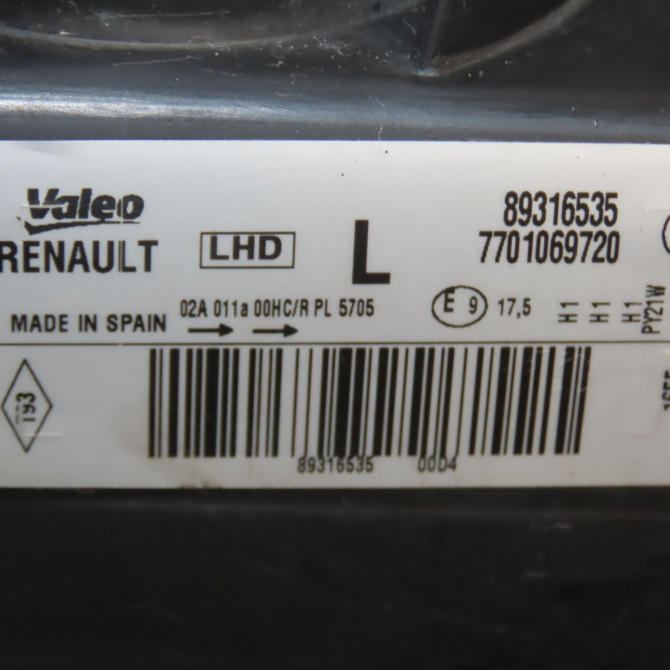 Valeo
RENAULT
LHD
L
89316535
7701069720
MADE IN SPAIN
02A 011a 00HC/R PL 5705
E 9
17,5
H1
H1
H1
PY21W
89316535 00D4